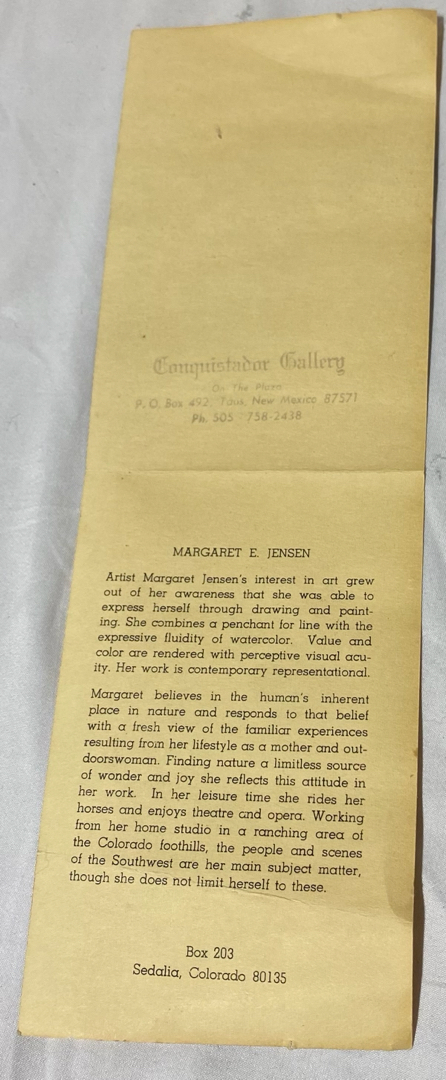 Conquistador Gallery
On The Plaza
P. O. Box 492 Taos, New Mexico 87571
Ph. 505 758-2438
MARGARET E. JENSEN
Artist Margaret Jensen's interest in art grew
out of her awareness that she was able to
express herself through drawing and paint-
ing. She combines a penchant for line with the
expressive fluidity of watercolor. Value and
color are rendered with perceptive visual acu-
ity. Her work is contemporary representational.
Margaret believes in the human's inherent
place in nature and responds to that belief
with a fresh view of the familiar experiences
resulting from her lifestyle as a mother and out-
doorswoman. Finding nature a limitless source
of wonder and joy she reflects this attitude in
her work. In her leisure time she rides her
horses and enjoys theatre and opera. Working
from her home studio in a ranching area of
the Colorado foothills, the people and scenes
of the Southwest are her main subject matter,
though she does not limit herself to these.
Box 203
Sedalia, Colorado 80135